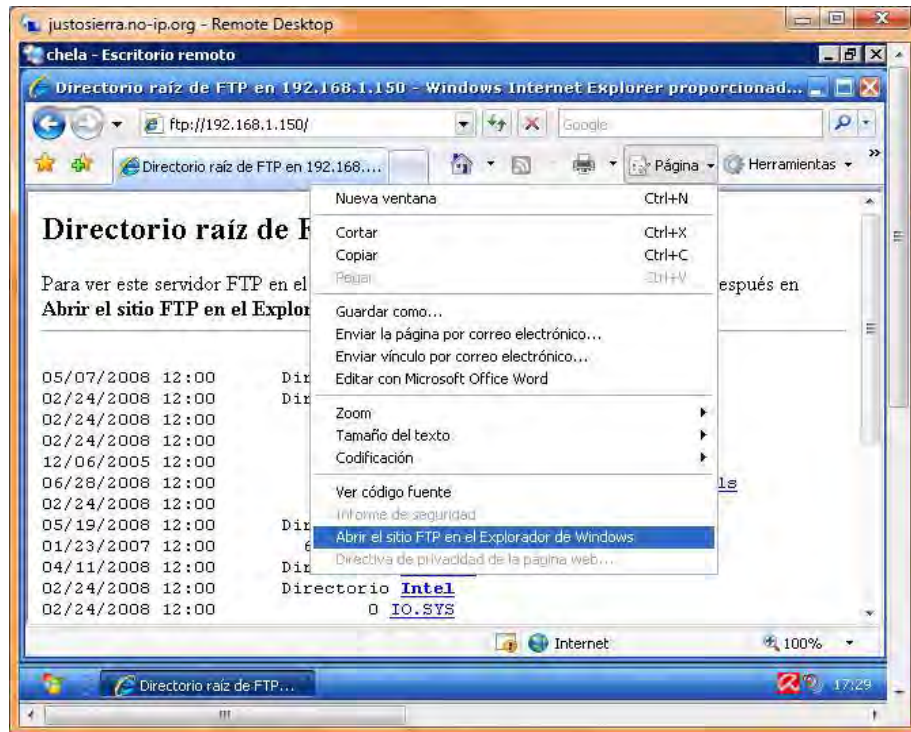 justosierra.no-ip.org - Remote Desktop
chela - Escritorio remoto
Directorio raíz de FTP en 192.168.1.150 - Windows Internet Explorer proporcionad...
ftp://192.168.1.150/
Google
Directorio raíz de FTP en 192.168....
Página
Herramientas
»
Directorio raíz de F
Para ver este servidor FTP en el
espués en
Abrir el sitio FTP en el Explor
Nueva ventana Ctrl+N
Cortar Ctrl+X
Copiar Ctrl+C
Pegar Ctrl+V
Guardar como...
Enviar la página por correo electrónico...
Enviar vínculo por correo electrónico...
Editar con Microsoft Office Word
Zoom
Tamaño del texto
Codificación
Ver código fuente
Informe de seguridad
Abrir el sitio FTP en el Explorador de Windows
Directiva de privacidad de la página web...
05/07/2008 12:00 Dir
02/24/2008 12:00 Dir
02/24/2008 12:00
02/24/2008 12:00
12/06/2005 12:00
06/28/2008 12:00 ls
02/24/2008 12:00
05/19/2008 12:00 Dir
01/23/2007 12:00 6
04/11/2008 12:00 Dir
02/24/2008 12:00 Directorio Intel
02/24/2008 12:00 0 IO.SYS
Internet
100%
Directorio raíz de FTP...
17:29